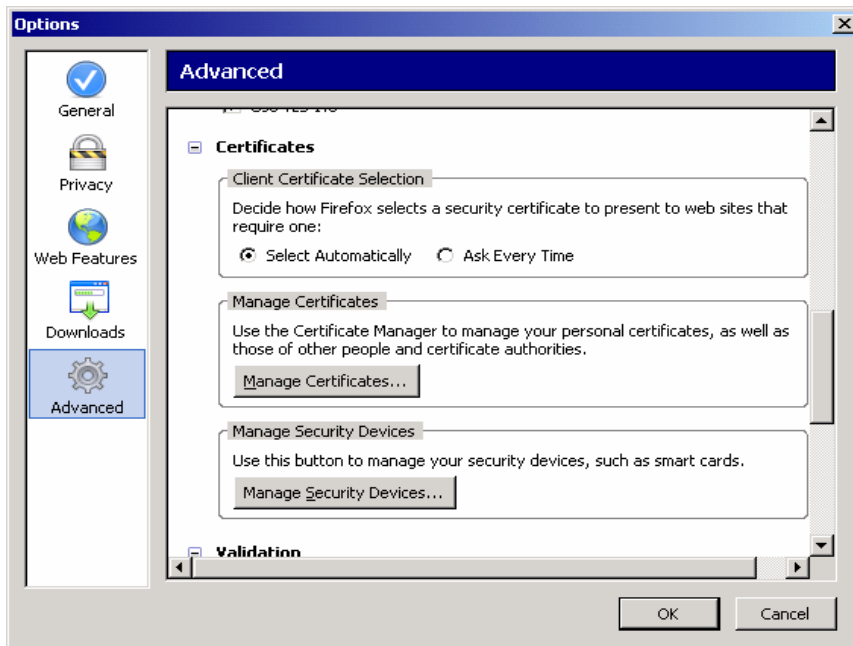 Options
Advanced
General
Privacy
Web Features
Downloads
Advanced
Certificates
Client Certificate Selection
Decide how Firefox selects a security certificate to present to web sites that
require one:
Select Automatically Ask Every Time
Manage Certificates
Use the Certificate Manager to manage your personal certificates, as well as
those of other people and certificate authorities.
Manage Certificates...
Manage Security Devices
Use this button to manage your security devices, such as smart cards.
Manage Security Devices...
Validation
OK Cancel